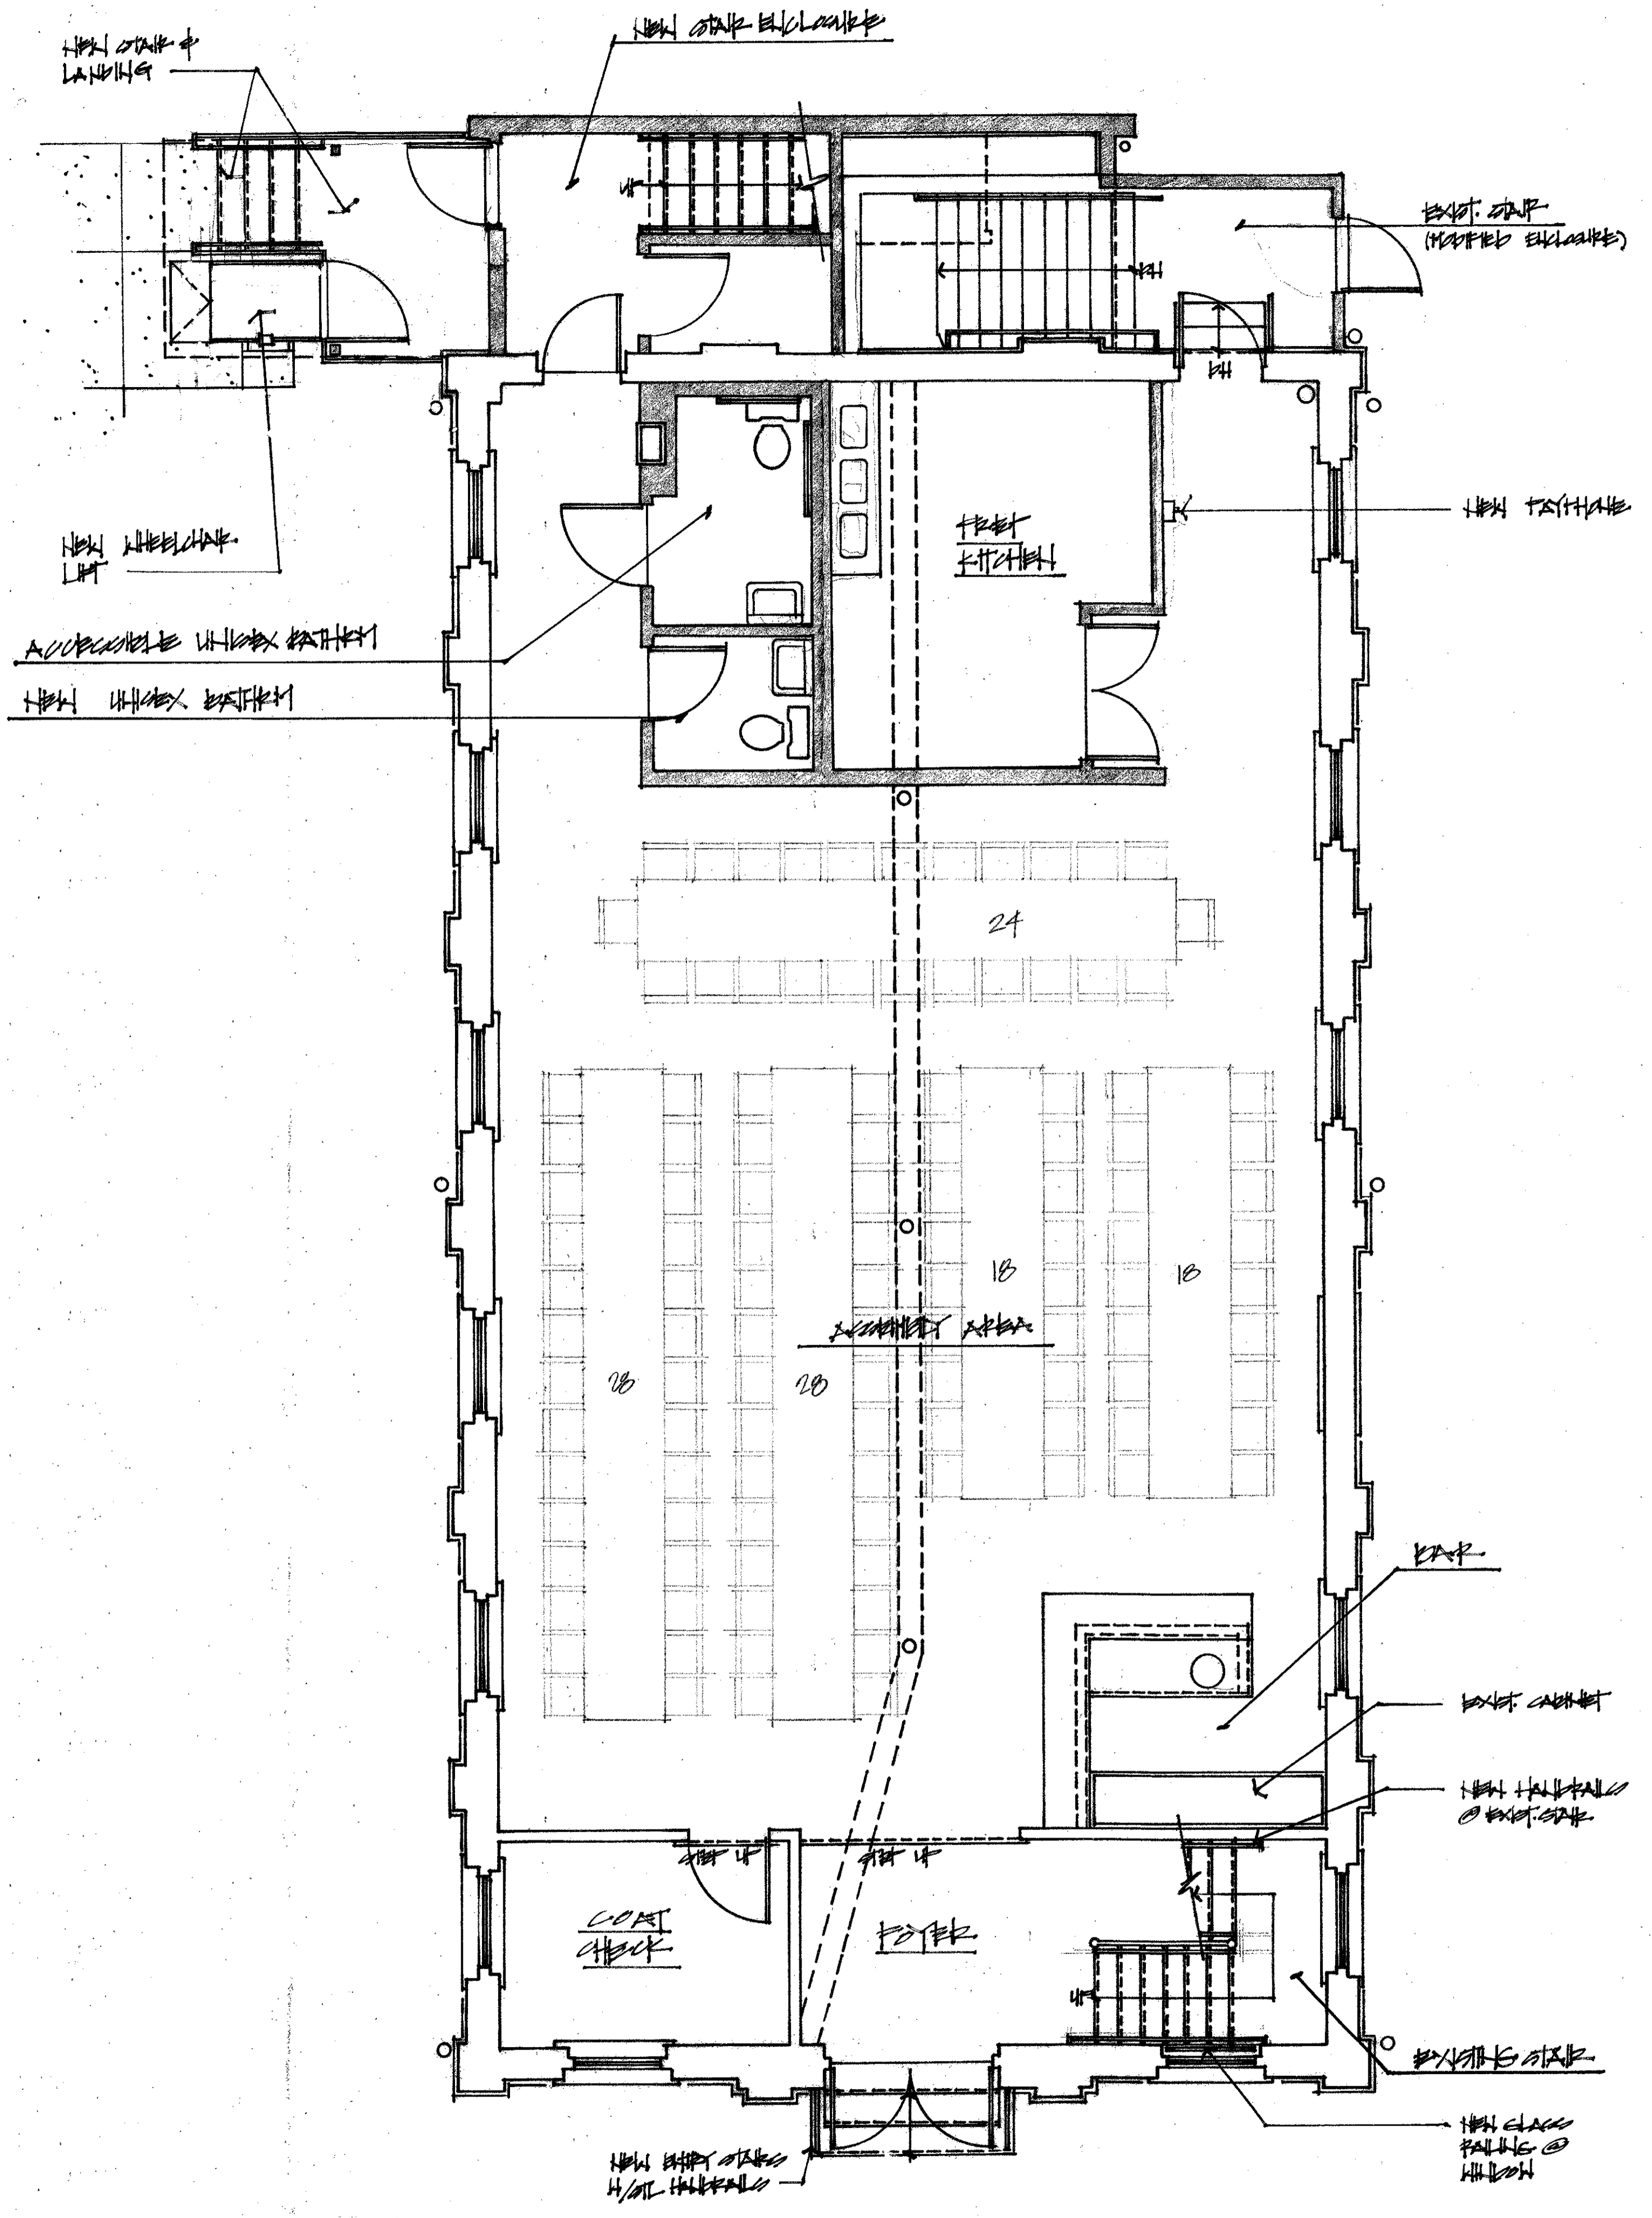 NEW STAIR ENCLOSURE
NEW STAIR &
LANDING
UP
EXIST. STAIR
(MODIFIED ENCLOSURE)
DN
DN
NEW PAYPHONE
PREP
KITCHEN
NEW WHEELCHAIR
LIFT
ACCESSIBLE UNISEX BATHRM
NEW UNISEX BATHRM
24
18
18
ASSEMBLY AREA
28
28
BAR
EXIST. CABINET
NEW HANDRAILS
@ EXIST. STAIR
STEP UP
STEP UP
COAT
CHECK
FOYER
UP
EXISTING STAIR
NEW GLASS
RAILING @
WINDOW
NEW ENTRY STAIRS
W/ STL HANDRAILS